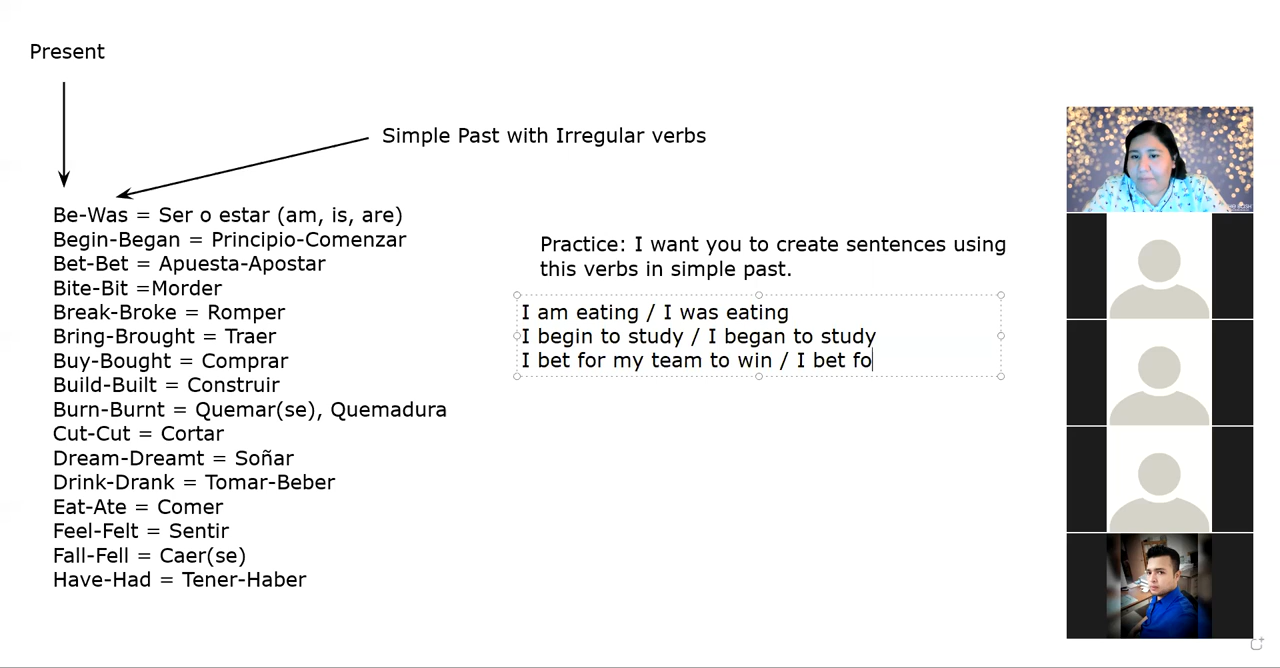 Present
Simple Past with Irregular verbs
Be-Was = Ser o estar (am, is, are)
Begin-Began = Principio-Comenzar
Bet-Bet = Apuesta-Apostar
Bite-Bit =Morder
Break-Broke = Romper
Bring-Brought = Traer
Buy-Bought = Comprar
Build-Built = Construir
Burn-Burnt = Quemar(se), Quemadura
Cut-Cut = Cortar
Dream-Dreamt = Soñar
Drink-Drank = Tomar-Beber
Eat-Ate = Comer
Feel-Felt = Sentir
Fall-Fell = Caer(se)
Have-Had = Tener-Haber
Practice: I want you to create sentences using
this verbs in simple past.
I am eating / I was eating
I begin to study / I began to study
I bet for my team to win / I bet fo